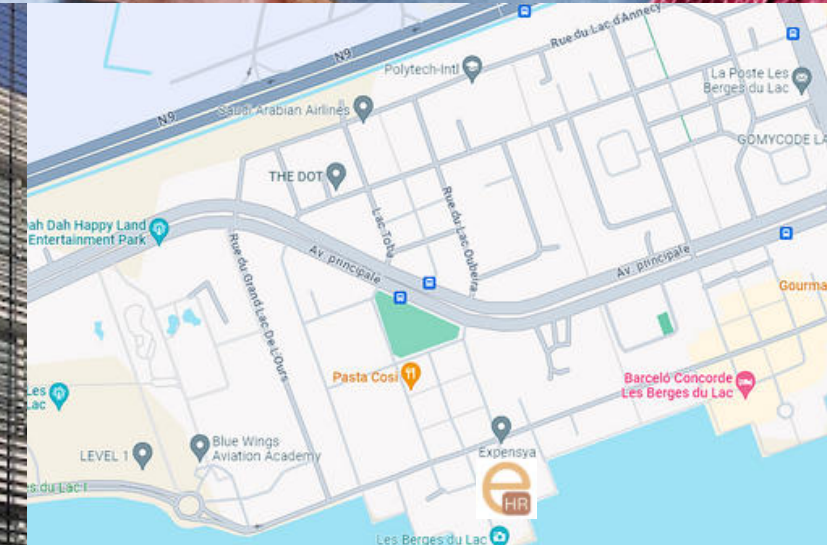 Rue du Lac d'Annecy
N9
Polytech-Intl
La Poste Les
Berges du Lac
Saudi Arabian Airlines
N9
GOMYCODE LA
THE DOT
Rue du Lac Oubeira
Lac Toba
ah Dah Happy Land
Entertainment Park
Rue du Grand Lac De L'Ours
Av. principale
Av. principale
Gourma
Pasta Cosi
Barceló Concorde
Les Berges du Lac
Les
Lac
Blue Wings
Aviation Academy
LEVEL 1
Expensya
e
HR
es du Lac 1
Les Berges du Lac